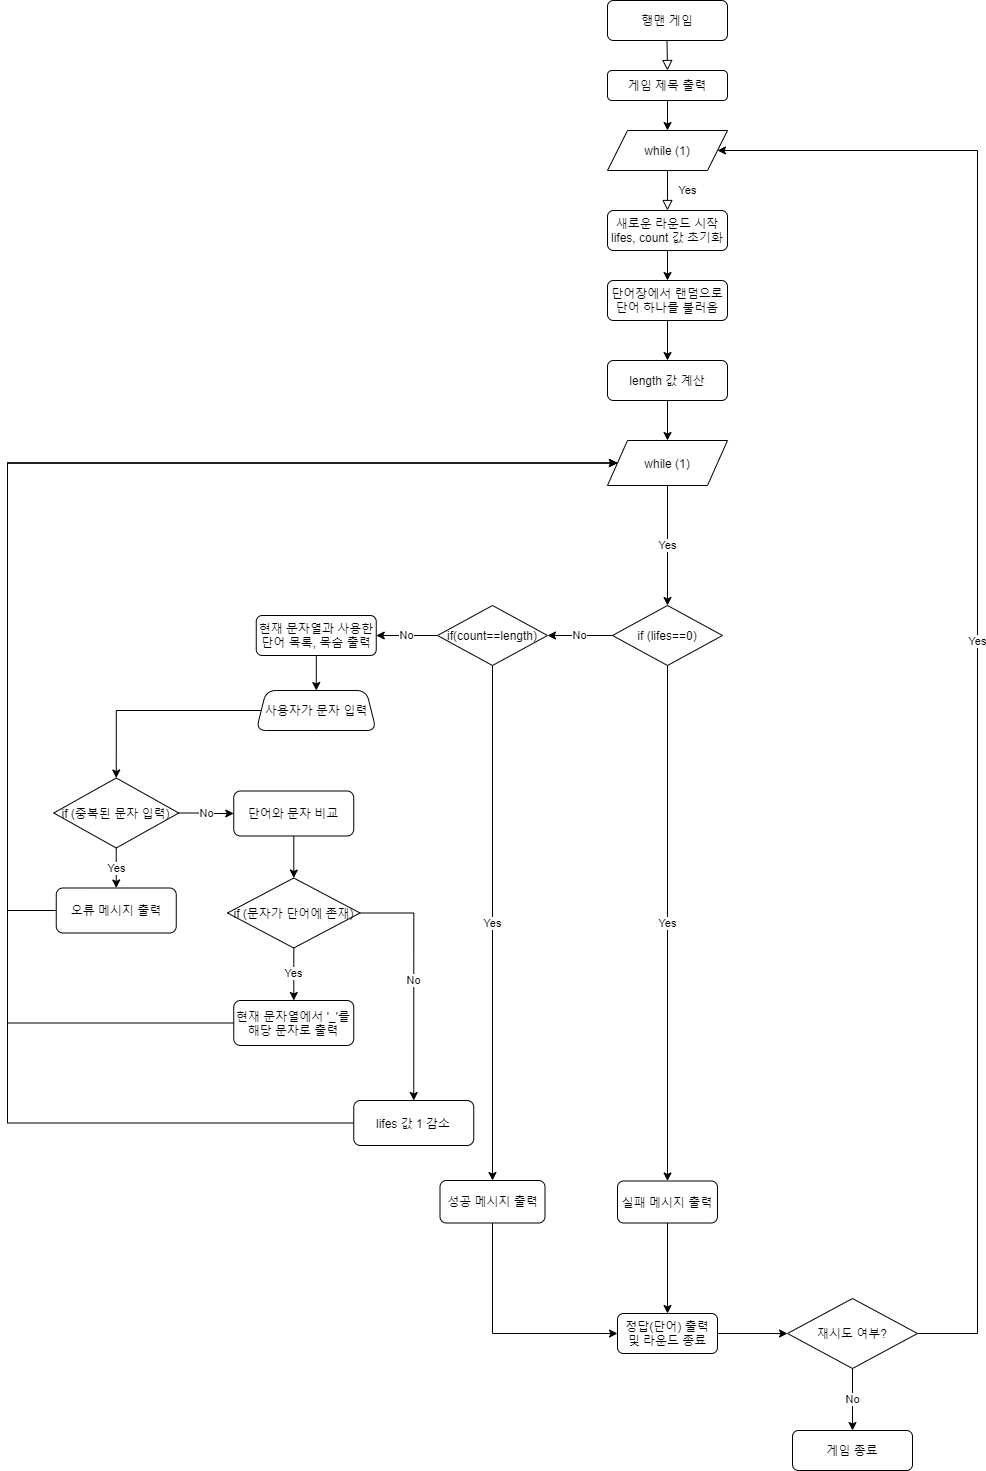 행맨 게임
게임 제목 출력
while (1)
Yes
새로운 라운드 시작
lifes, count 값 초기화
단어장에서 랜덤으로
단어 하나를 불러옴
length 값 계산
while (1)
Yes
현재 문자열과 사용한
단어 목록, 목숨 출력
No
if(count==length)
No
if (lifes==0)
Yes
사용자가 문자 입력
if (중복된 문자 입력)
No
단어와 문자 비교
Yes
오류 메시지 출력
if (문자가 단어에 존재)
Yes
Yes
Yes
No
현재 문자열에서 '_'를
해당 문자로 출력
lifes 값 1 감소
성공 메시지 출력
실패 메시지 출력
정답(단어) 출력
및 라운드 종료
재시도 여부?
No
게임 종료